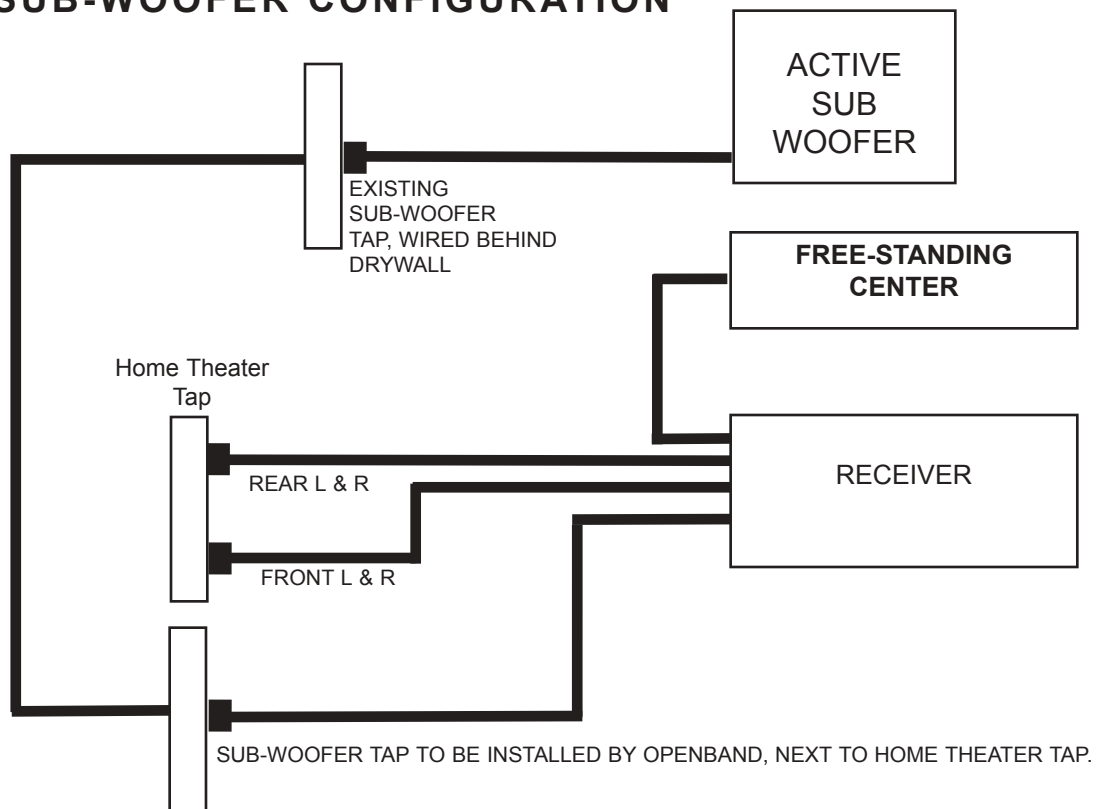 SUB-WOOFER CONFIGURATION
ACTIVE
SUB
WOOFER
EXISTING
SUB-WOOFER
TAP, WIRED BEHIND
DRYWALL
FREE-STANDING
CENTER
Home Theater
Tap
REAR L & R
RECEIVER
FRONT L & R
SUB-WOOFER TAP TO BE INSTALLED BY OPENBAND, NEXT TO HOME THEATER TAP.